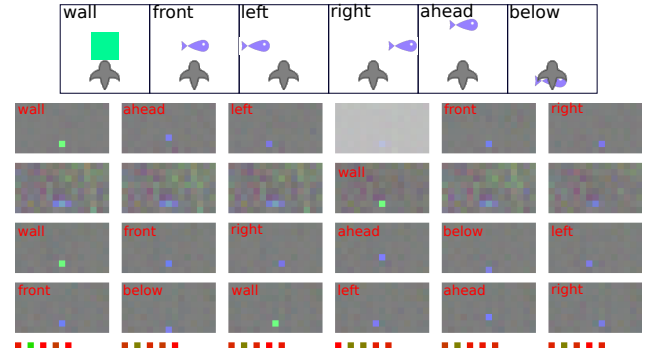 wall front left right ahead below
wall ahead left front right
wall
wall front right ahead below left
front below wall left ahead right